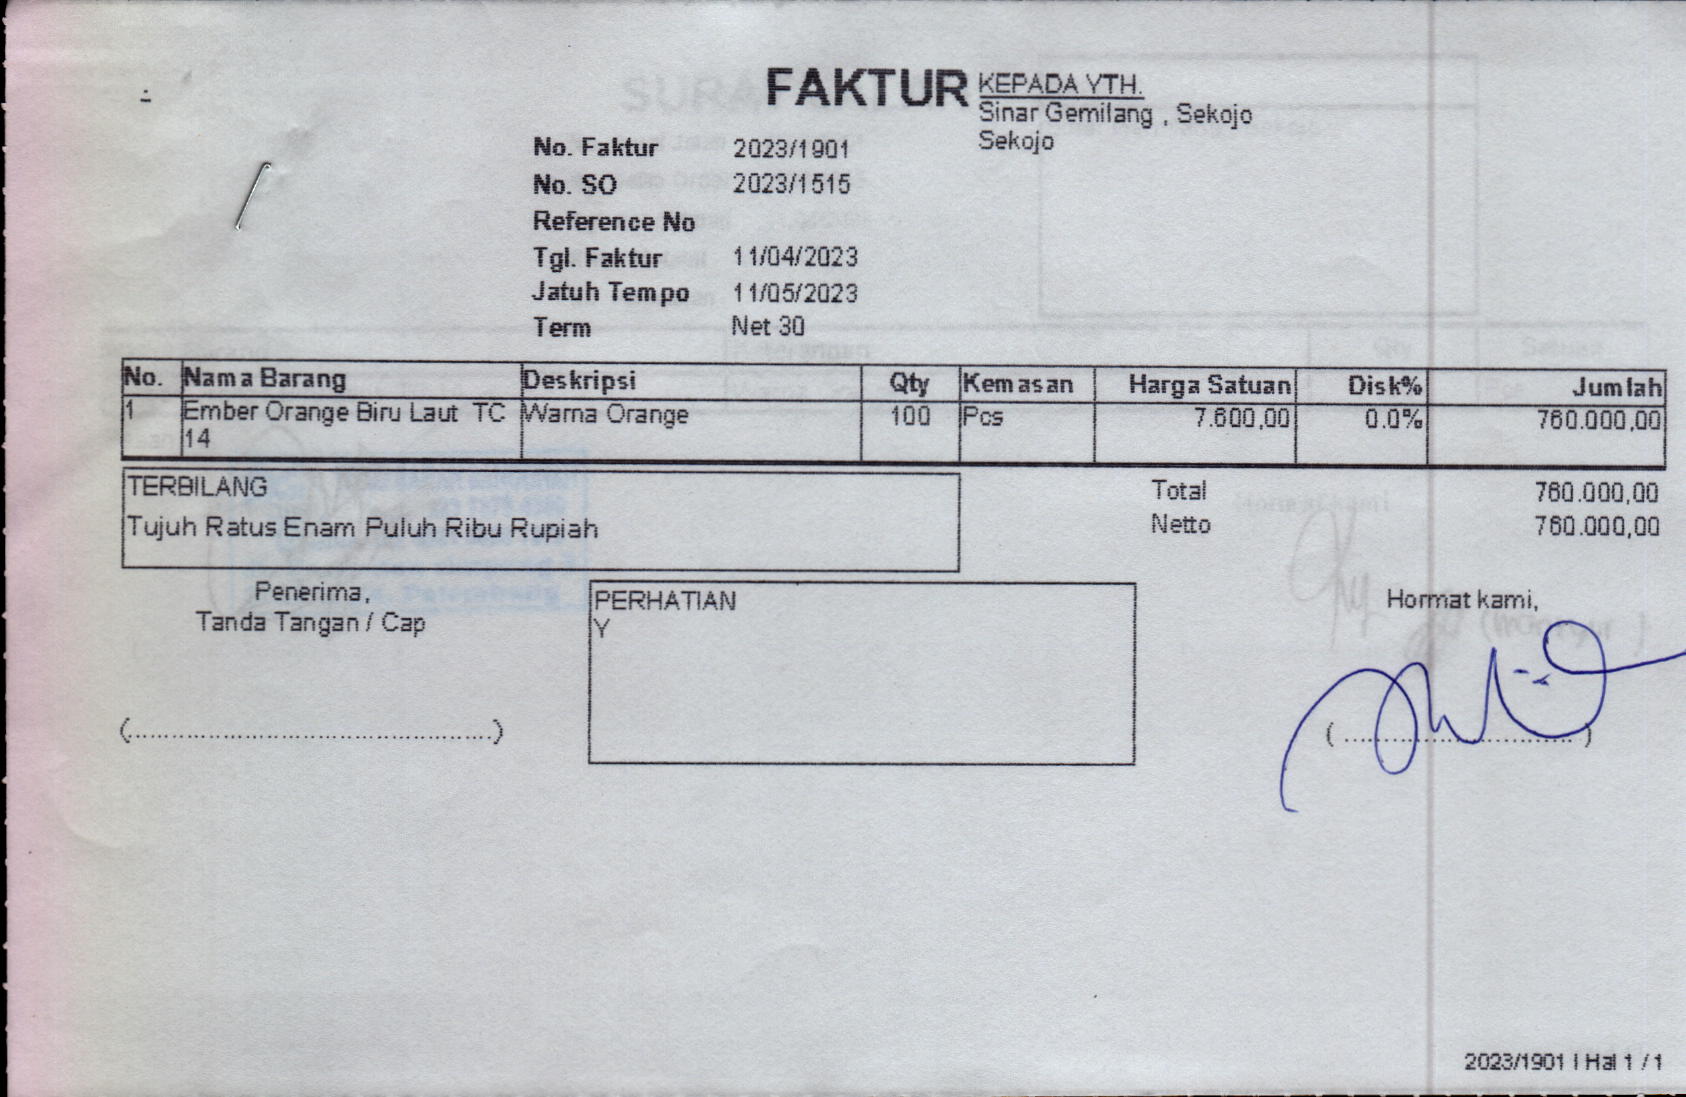 FAKTUR
KEPADA YTH.
Sinar Gemilang , Sekojo
Sekojo
No. Faktur 2023/1901
No. SO 2023/1515
Reference No
Tgl. Faktur 11/04/2023
Jatuh Tempo 11/05/2023
Term Net 30
No. Nama Barang Deskripsi Qty Kemasan Harga Satuan Disk% Jumlah
1 Ember Orange Biru Laut TC Warna Orange 100 Pcs 7.600,00 0.0% 760.000,00
14
TERBILANG
Tujuh Ratus Enam Puluh Ribu Rupiah
Total 760.000,00
Netto 760.000,00
Penerima,
Tanda Tangan / Cap
(..........................................)
PERHATIAN
Y
Hormat kami,
(...........................)
2023/1901 | Hal 1 / 1